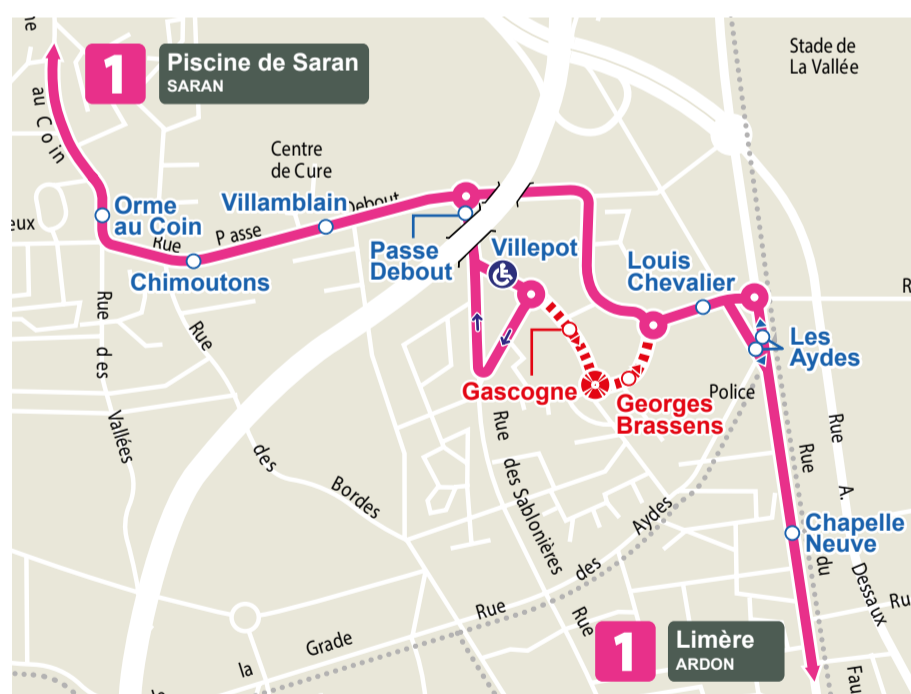 1
Piscine de Saran
SARAN
Stade de
La Vallée
au Coin
Centre
de Cure
Orme
au Coin
Villamblain
Rue Passe Debout
Chimoutons
Passe
Debout
Villepot
Louis
Chevalier
Les
Aydes
Gascogne
Georges
Brassens
Police
Rue des Vallées
Rue des Bordes
Rue des Sablonières
Rue des Aydes
Rue du
Rue A. Dessaux
Chapelle
Neuve
la Grade
Rue
1
Limère
ARDON